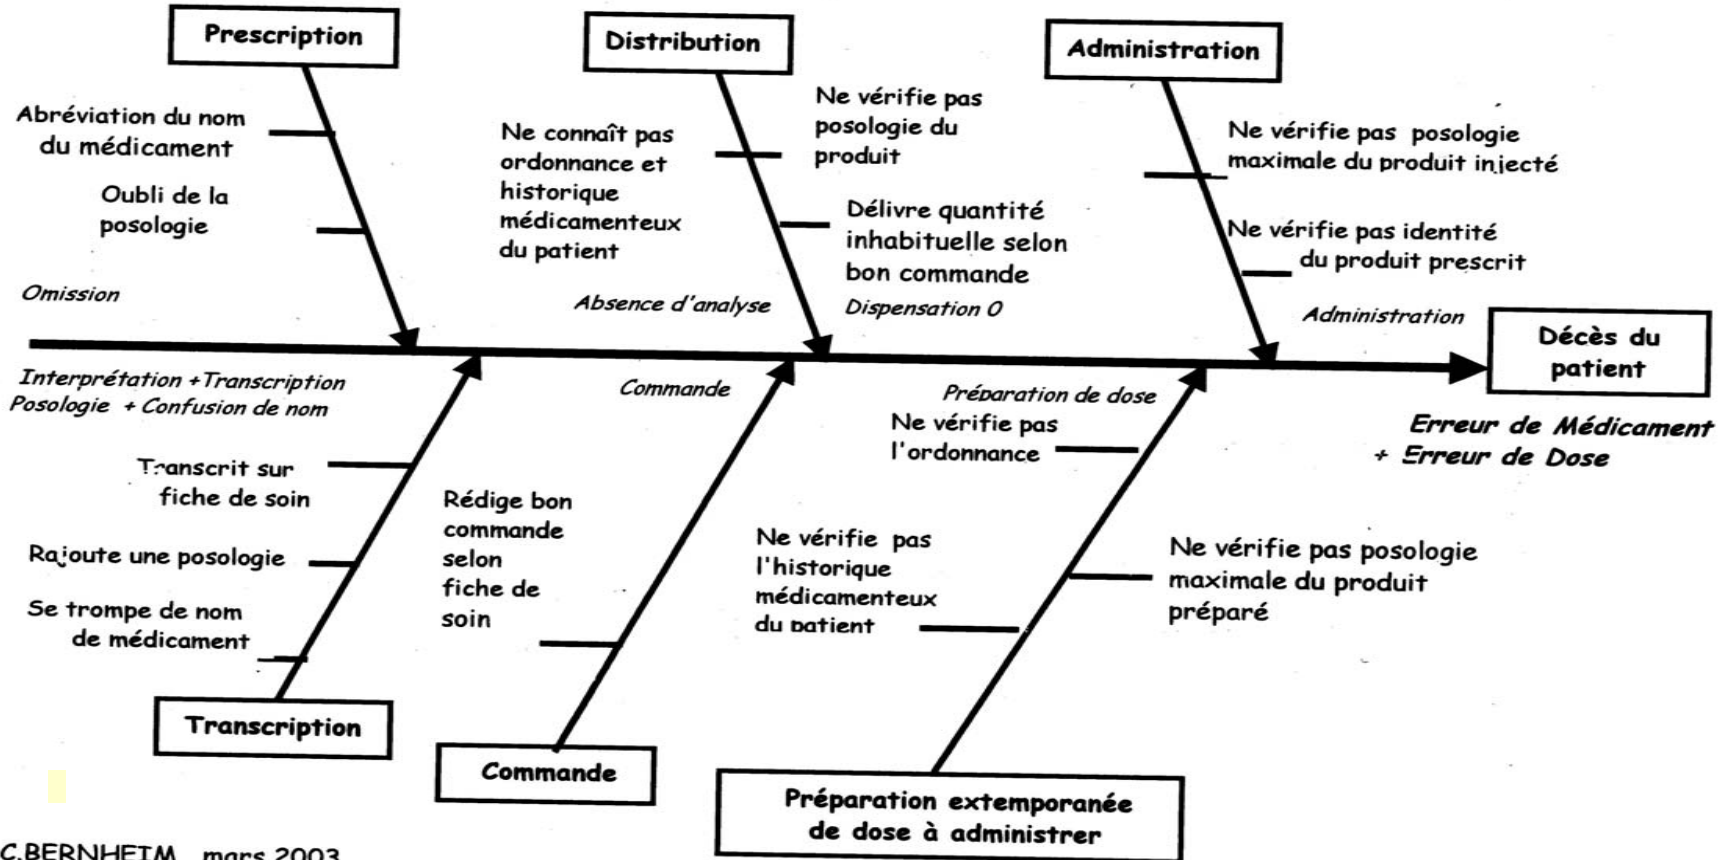 Prescription
Distribution
Administration
Abréviation du nom
du médicament
Oubli de la
posologie
Omission
Ne connaît pas
ordonnance et
historique
médicamenteux
du patient
Absence d'analyse
Ne vérifie pas
posologie du
produit
Délivre quantité
inhabituelle selon
bon commande
Dispensation 0
Ne vérifie pas posologie
maximale du produit injecté
Ne vérifie pas identité
du produit prescrit
Administration
Décès du
patient
Erreur de Médicament
+ Erreur de Dose
Interprétation +Transcription
Posologie + Confusion de nom
Transcrit sur
fiche de soin
Rajoute une posologie
Se trompe de nom
de médicament
Transcription
Commande
Rédige bon
commande
selon
fiche de
soin
Commande
Préparation de dose
Ne vérifie pas
l'ordonnance
Ne vérifie pas
l'historique
médicamenteux
du patient
Ne vérifie pas posologie
maximale du produit
préparé
Préparation extemporanée
de dose à administrer
C.BERNHEIM mars 2003